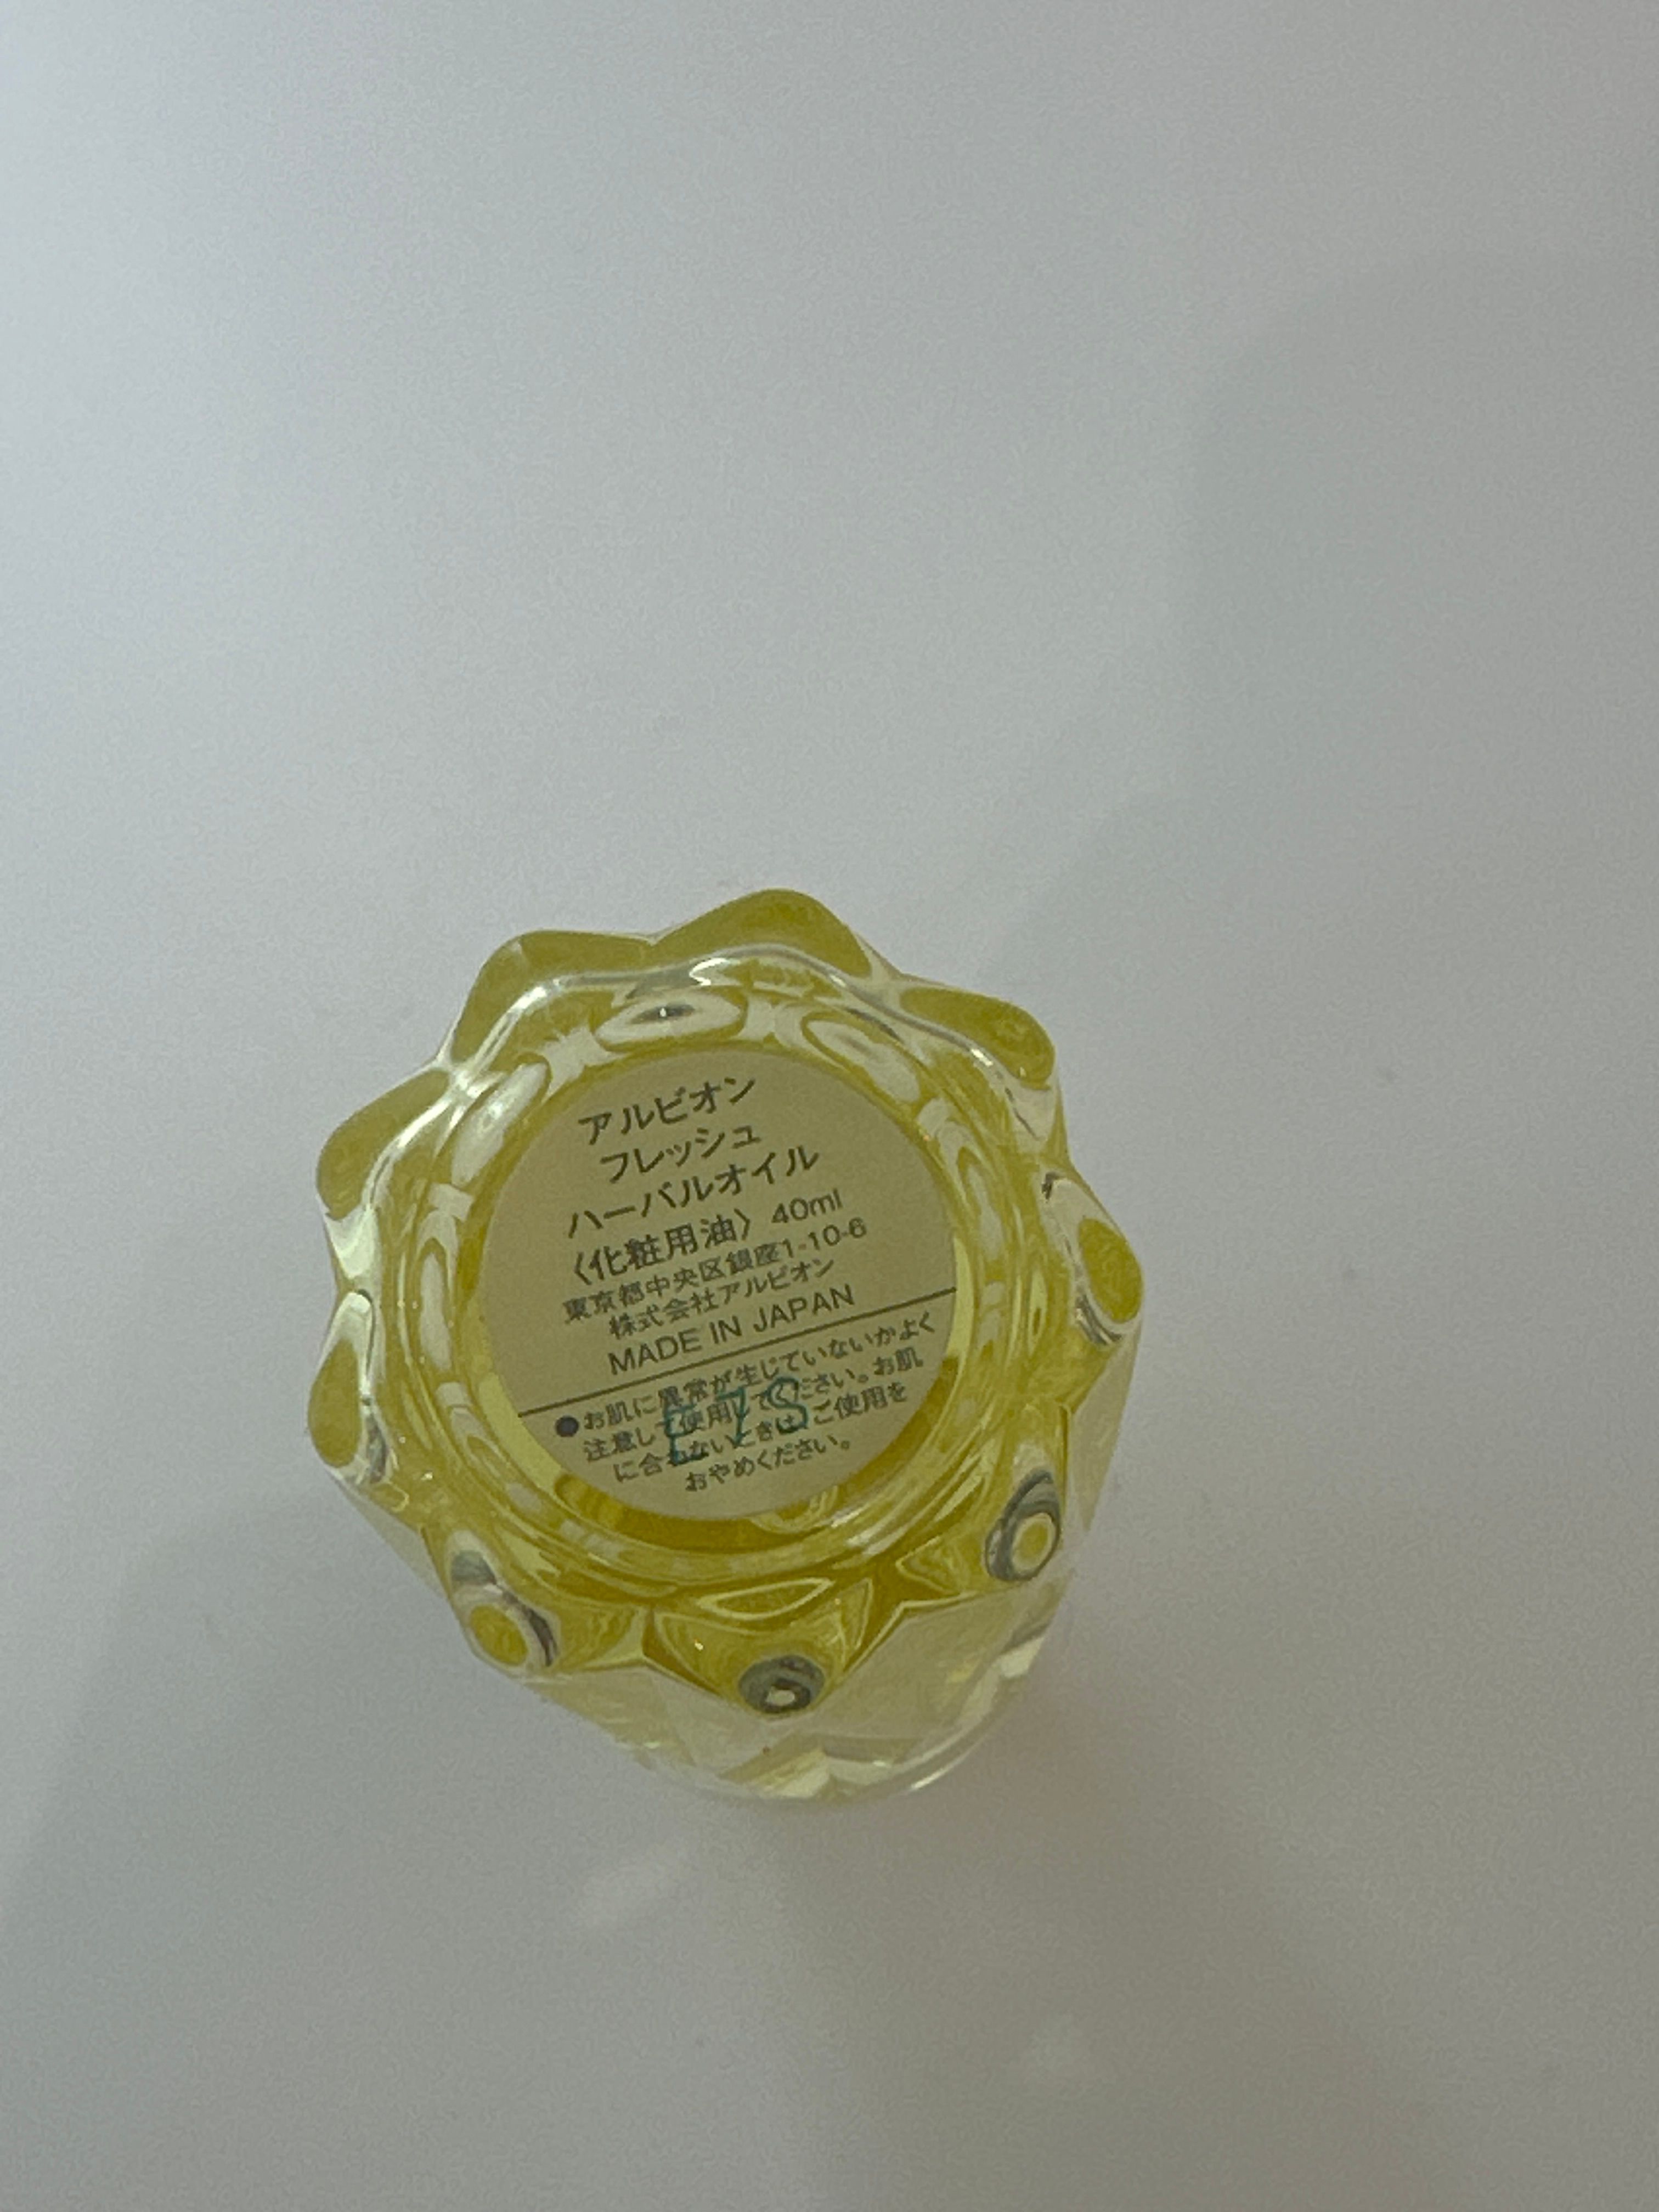 アルビオン
フレッシュ
ハーバルオイル
〈化粧用油〉 40ml
東京都中央区銀座1-10-6
株式会社アルビオン
MADE IN JAPAN
●お肌に異常が生じていないかよく
注意して使用してください。お肌
に合わないときは、ご使用を
おやめください。